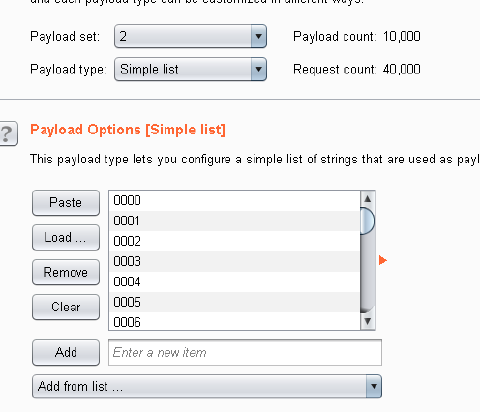 and each payload type can be customized in different ways.
Payload set: 2 Payload count: 10,000
Payload type: Simple list Request count: 40,000
?
Payload Options [Simple list]
This payload type lets you configure a simple list of strings that are used as payl
Paste
Load ...
Remove
Clear
0000
0001
0002
0003
0004
0005
0006
Add Enter a new item
Add from list ...